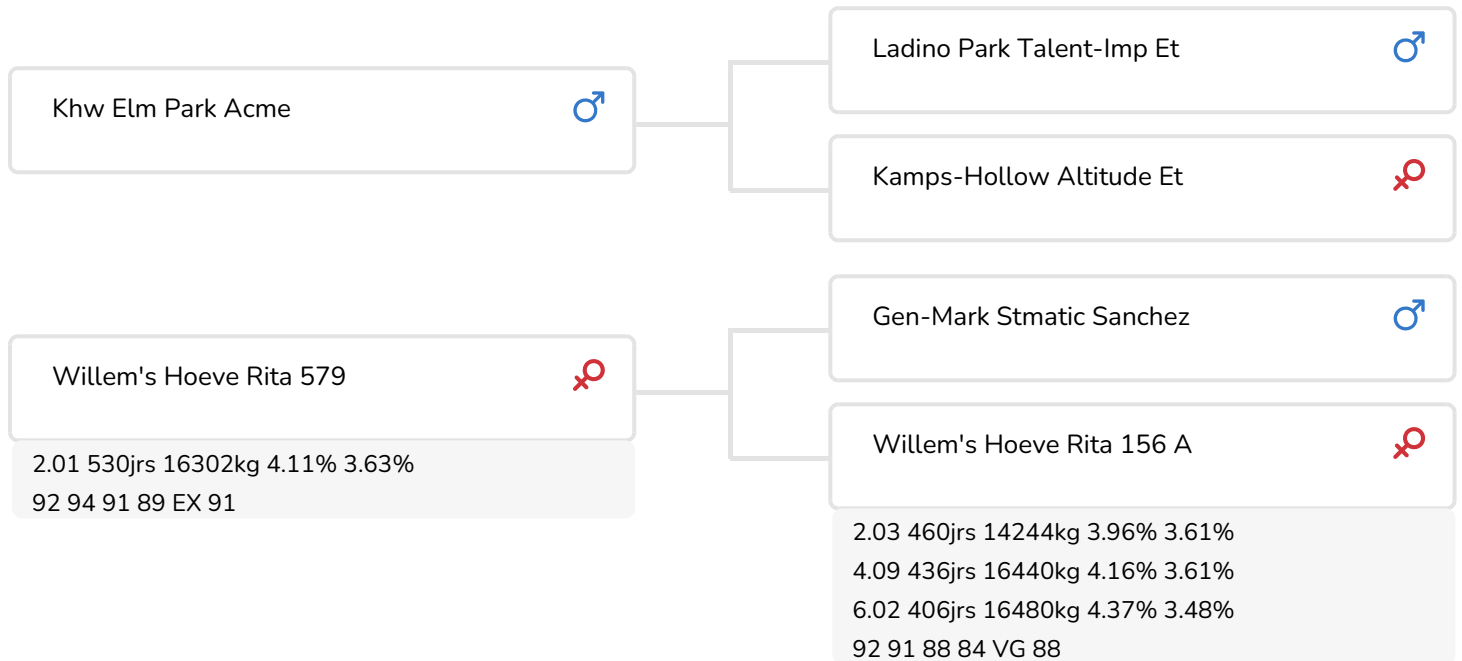 Khw Elm Park Acme
Ladino Park Talent-Imp Et
Kamps-Hollow Altitude Et
Willem's Hoeve Rita 579
2.01 530jrs 16302kg 4.11% 3.63%
92 94 91 89 EX 91
Gen-Mark Stmatic Sanchez
Willem's Hoeve Rita 156 A
2.03 460jrs 14244kg 3.96% 3.61%
4.09 436jrs 16440kg 4.16% 3.61%
6.02 406jrs 16480kg 4.37% 3.48%
92 91 88 84 VG 88